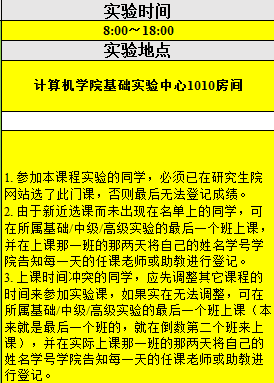 实验时间
8:00～18:00
实验地点
计算机学院基础实验中心1010房间
1. 参加本课程实验的同学，必须已在研究生院
网站选了此门课，否则最后无法登记成绩。
2. 由于新近选课而未出现在名单上的同学，可
在所属基础/中级/高级实验的最后一个班上课，
并在上课那一班的那两天将自己的姓名学号学
院告知每一天的任课老师或助教进行登记。
3. 上课时间冲突的同学，应先调整其它课程的
时间来参加实验课，如果实在无法调整，可在
所属基础/中级/高级实验的最后一个班上课（本
来就是最后一个班的，就在倒数第二个班来上
课），并在实际上课那一班的那两天将自己的
姓名学号学院告知每一天的任课老师或助教进
行登记。